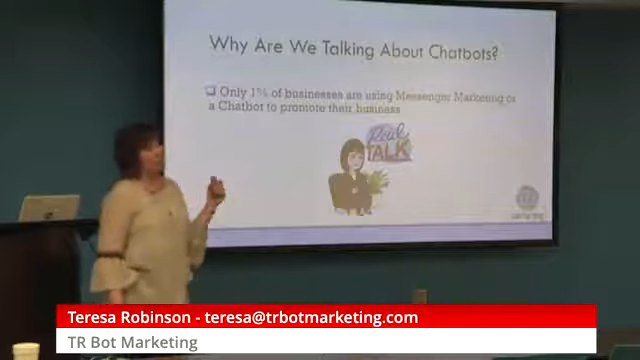 Why Are We Talking About Chatbots?
Only 1% of businesses are using Messenger Marketing or
a Chatbot to promote their business
Real
TALK
Teresa Robinson - teresa@trbotmarketing.com
TR Bot Marketing